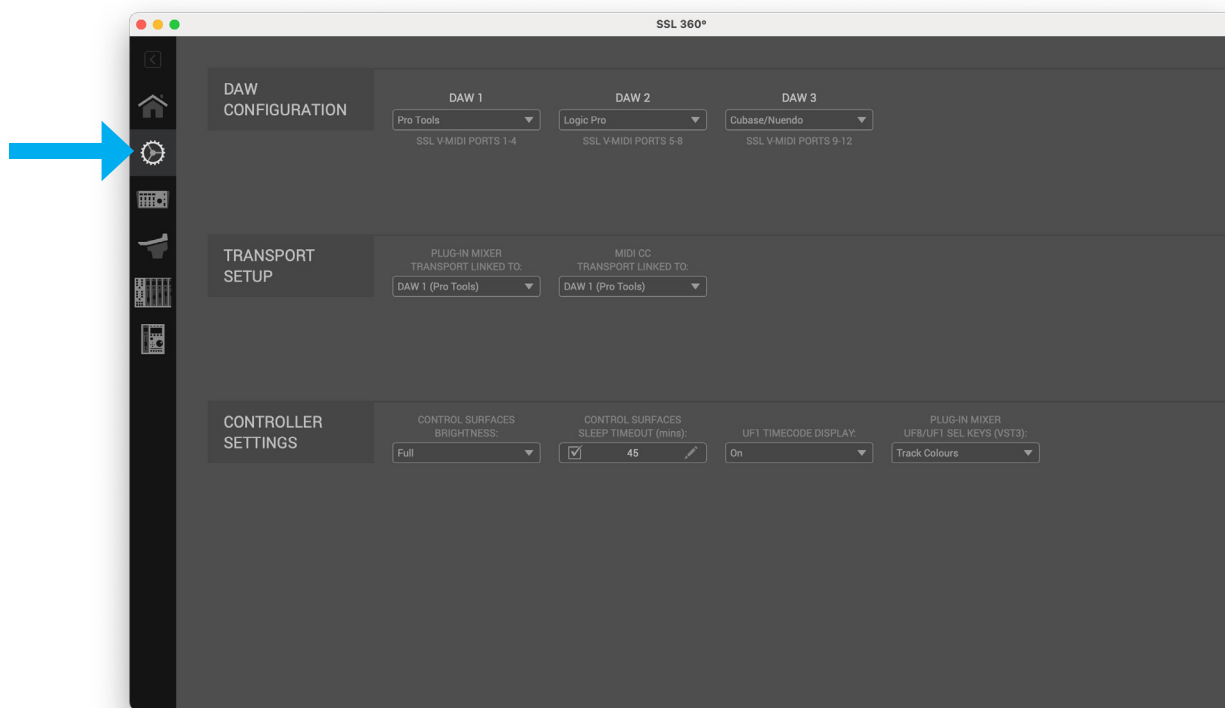 SSL 360°
DAW
CONFIGURATION
DAW 1
DAW 2
DAW 3
Pro Tools
Logic Pro
Cubase/Nuendo
SSL V-MIDI PORTS 1-4
SSL V-MIDI PORTS 5-8
SSL V-MIDI PORTS 9-12
TRANSPORT
SETUP
PLUG-IN MIXER
TRANSPORT LINKED TO:
DAW 1 (Pro Tools)
MIDI CC
TRANSPORT LINKED TO:
DAW 1 (Pro Tools)
CONTROLLER
SETTINGS
CONTROL SURFACES
BRIGHTNESS:
Full
CONTROL SURFACES
SLEEP TIMEOUT (mins):
45
UF1 TIMECODE DISPLAY:
On
PLUG-IN MIXER
UF8/UF1 SEL KEYS (VST3):
Track Colours